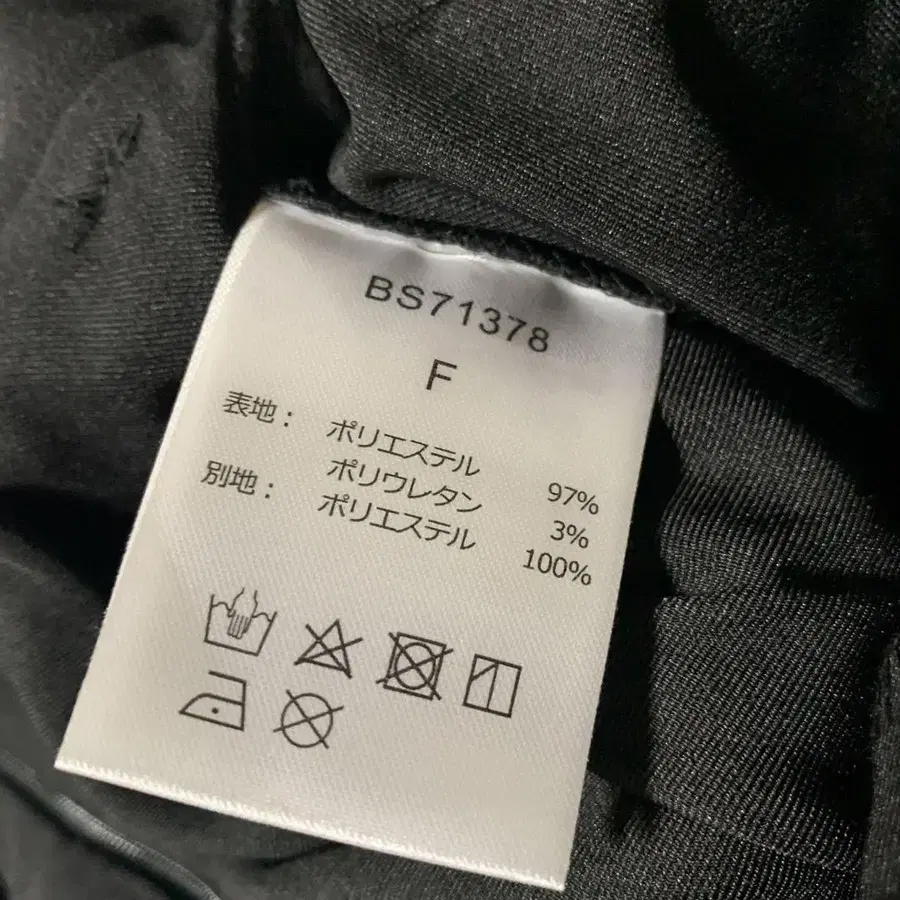 BS71378
F
表地： ポリエステル 97%
ポリウレタン 3%
別地： ポリエステル 100%